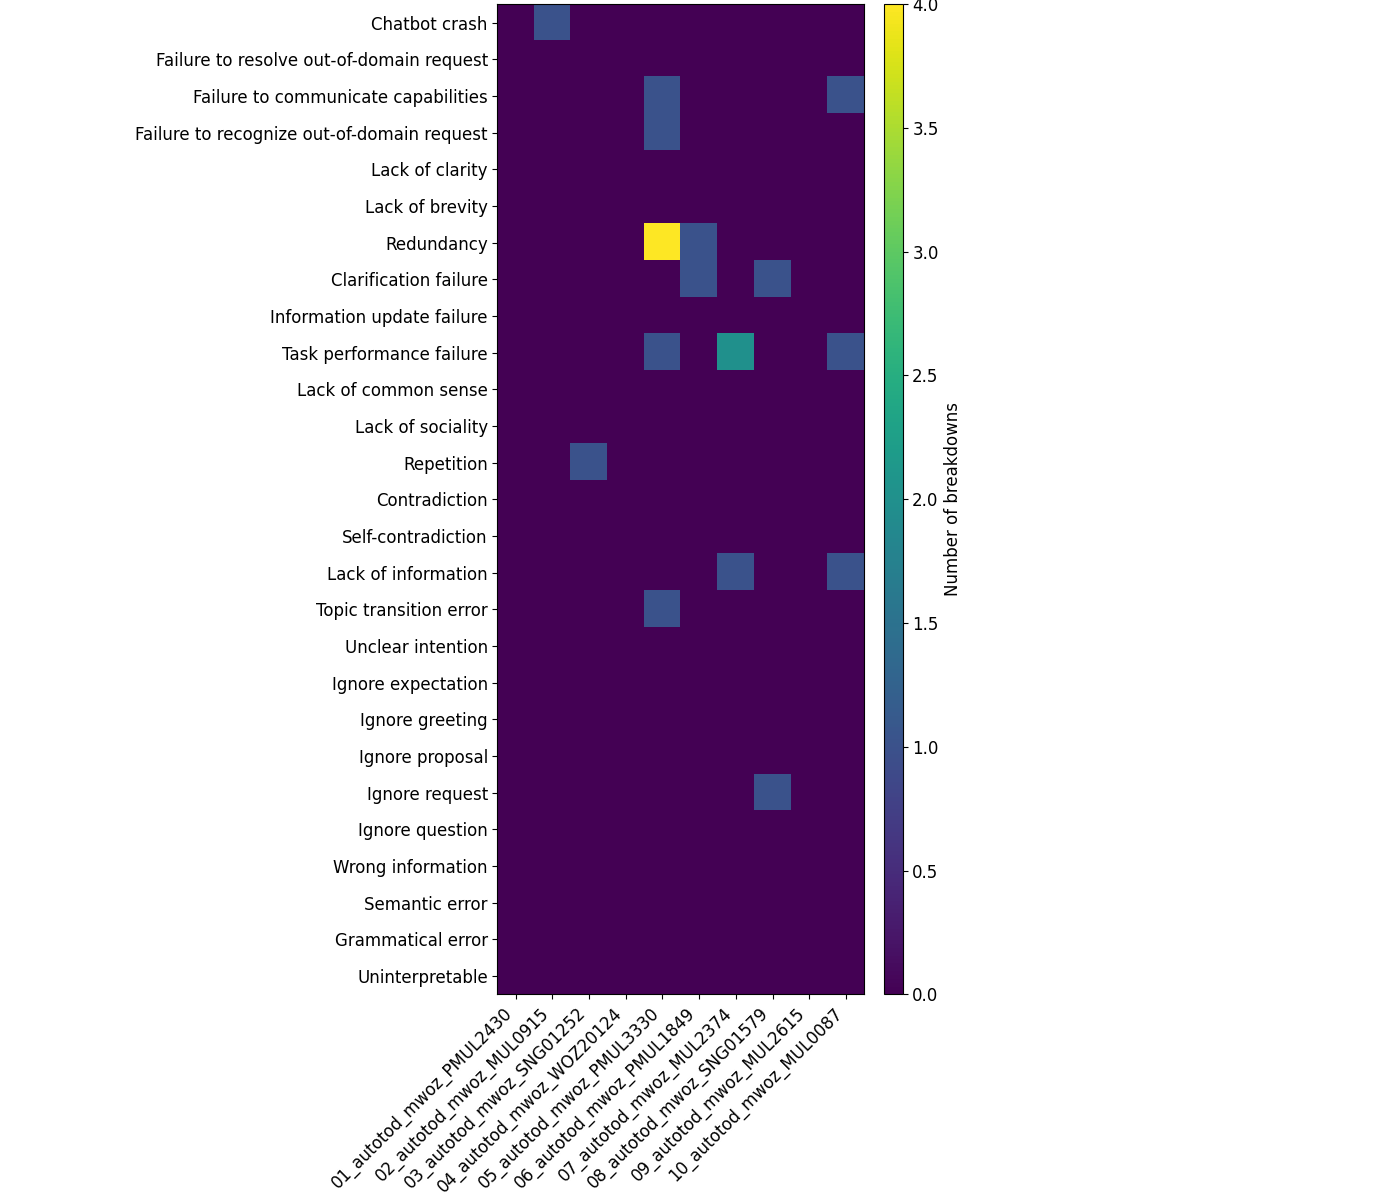 Chatbot crash
Failure to resolve out-of-domain request
Failure to communicate capabilities
Failure to recognize out-of-domain request
Lack of clarity
Lack of brevity
Redundancy
Clarification failure
Information update failure
Task performance failure
Lack of common sense
Lack of sociality
Repetition
Contradiction
Self-contradiction
Lack of information
Topic transition error
Unclear intention
Ignore expectation
Ignore greeting
Ignore proposal
Ignore request
Ignore question
Wrong information
Semantic error
Grammatical error
Uninterpretable
01_autotod_mwoz_PMUL2430
02_autotod_mwoz_MUL0915
03_autotod_mwoz_SNG01252
04_autotod_mwoz_WOZ20124
05_autotod_mwoz_PMUL3330
06_autotod_mwoz_PMUL1849
07_autotod_mwoz_MUL2374
08_autotod_mwoz_SNG01579
09_autotod_mwoz_MUL2615
10_autotod_mwoz_MUL0087
4.0
3.5
3.0
2.5
2.0
1.5
1.0
0.5
0.0
Number of breakdowns